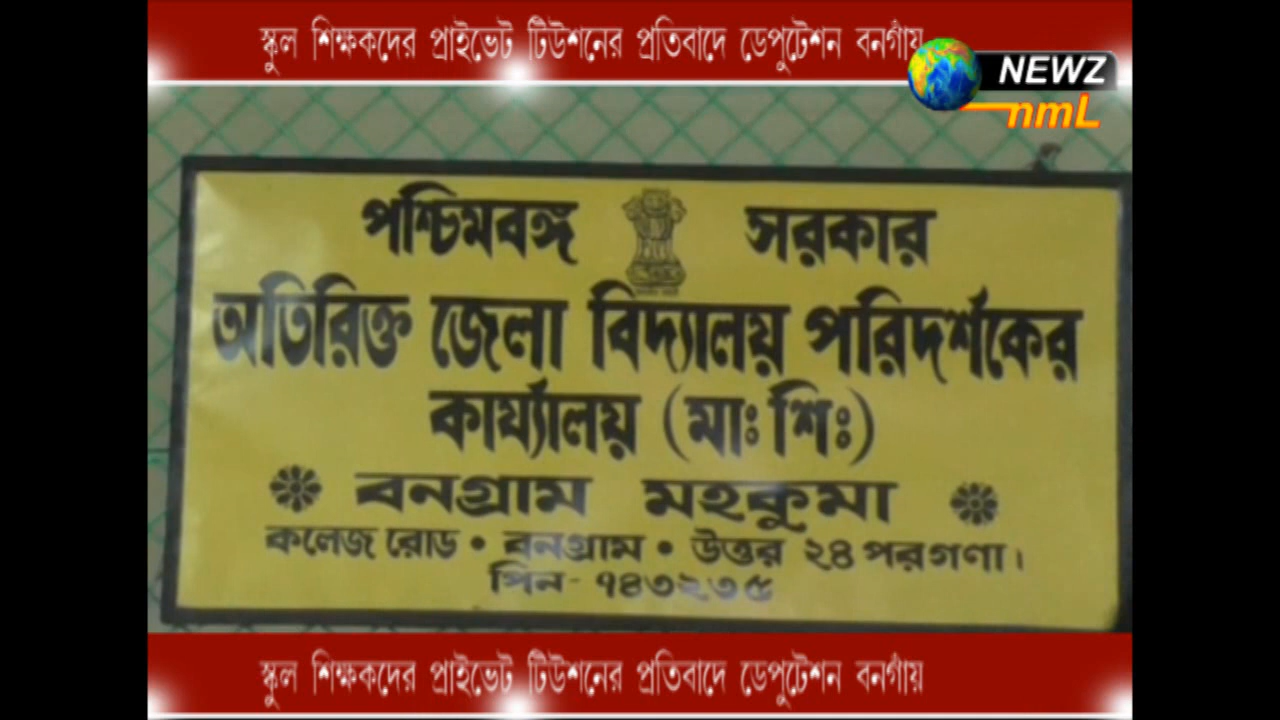 স্কুল শিক্ষকদের প্রাইভেট টিউশনের প্রতিবাদে ডেপুটেশন বনগাঁয়
NEWZ
nmL
পশ্চিমবঙ্গ সরকার
অতিরিক্ত জেলা বিদ্যালয় পরিদর্শকের
কার্য্যালয় (মাঃ শিঃ)
বনগ্রাম মহকুমা
কলেজ রোড • বনগ্রাম • উত্তর ২৪ পরগণা।
পিন- ৭৪৩২৩৫
স্কুল শিক্ষকদের প্রাইভেট টিউশনের প্রতিবাদে ডেপুটেশন বনগাঁয়